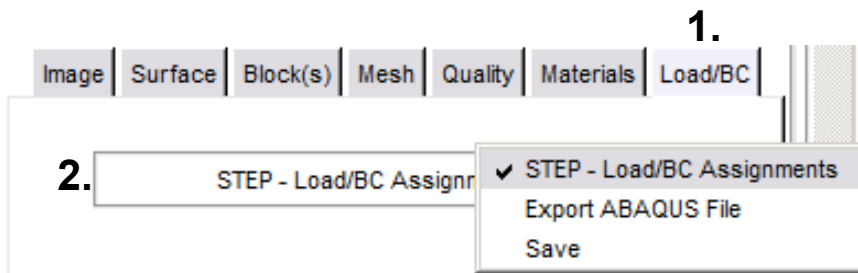 1.
Image Surface Block(s) Mesh Quality Materials Load/BC
2. STEP - Load/BC
✔ STEP - Load/BC Assignments
Export ABAQUS File
Save